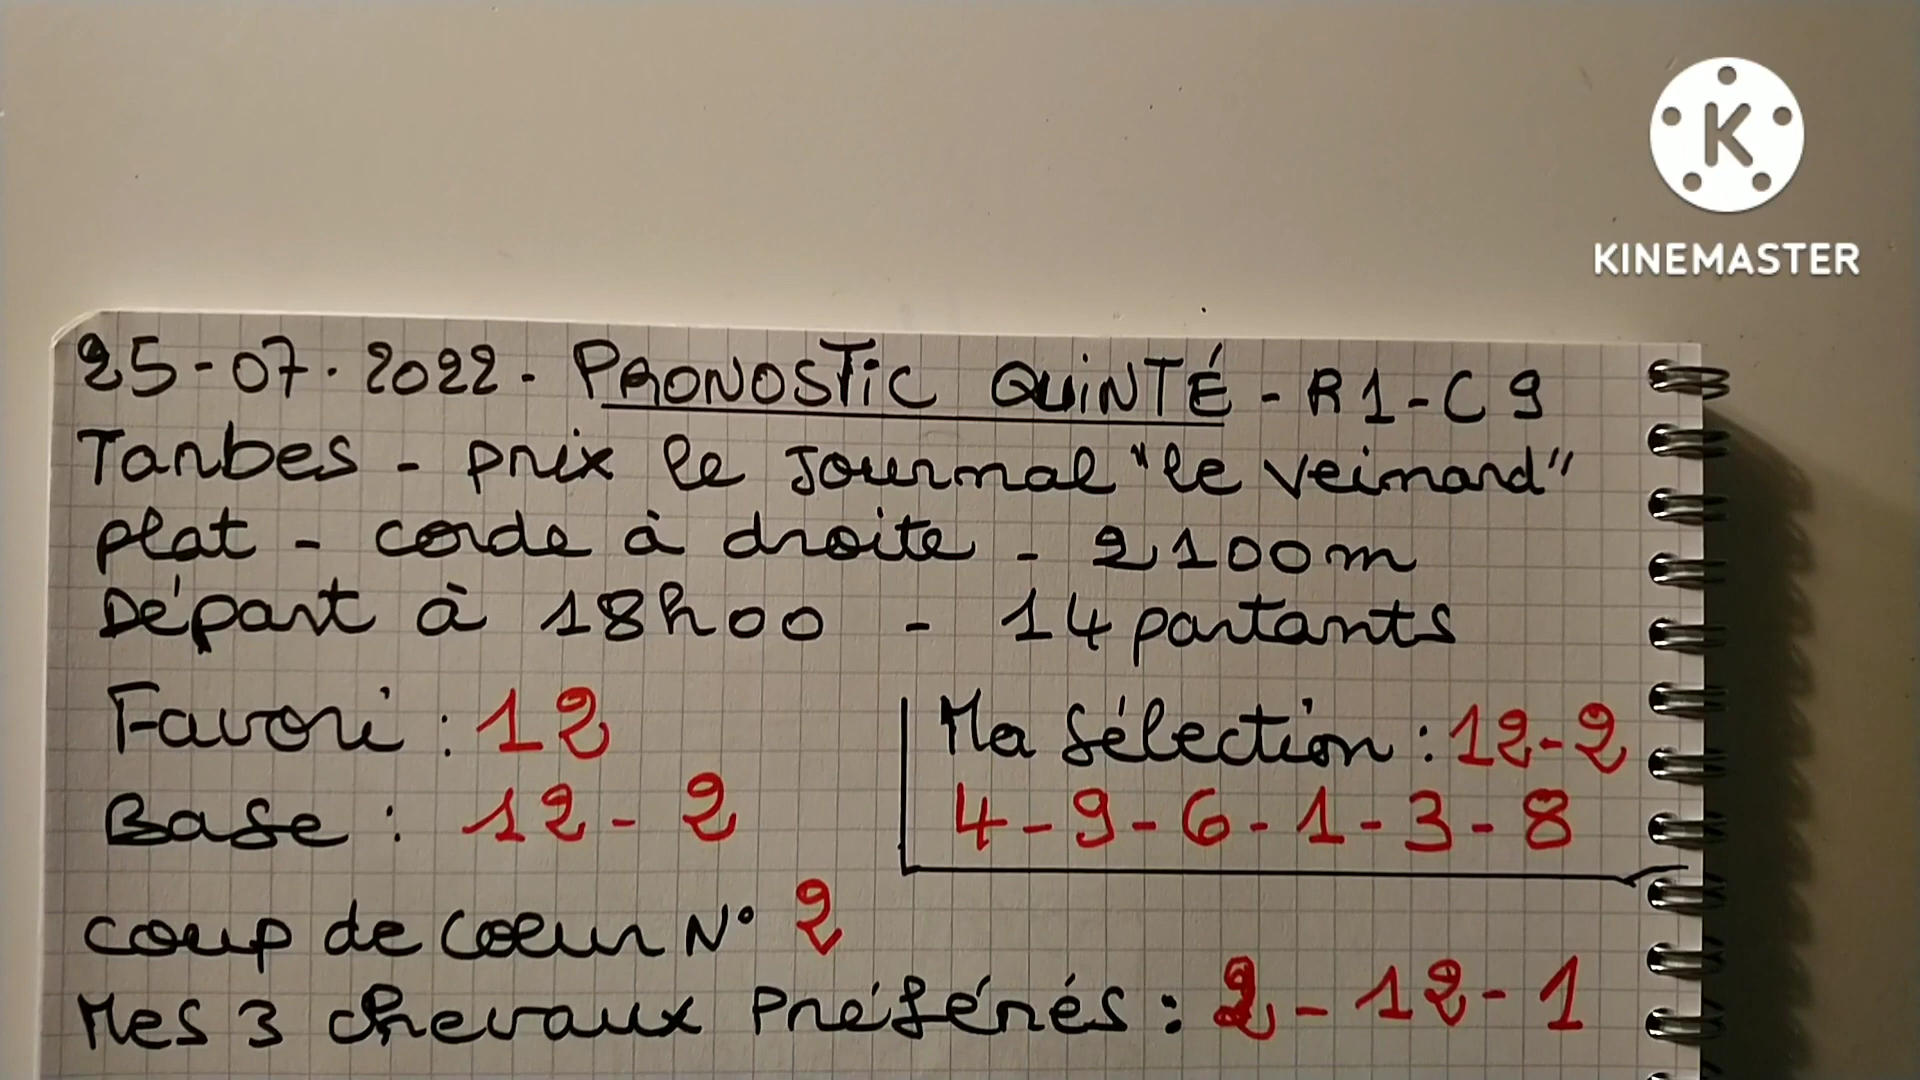 KINEMASTER
25-07.2022- PRONOSTIC QUINTÉ - R1-C9
Tarbes - prix le Journal "le veinard"
plat - corde à droite - 2100m
Départ à 18h00 - 14 partants
Favori : 12
Base : 12 - 2
Ma sélection : 12-2
4-9-6-1-3-8
coup de coeur N° 2
Mes 3 chevaux préférés : 2-12-1